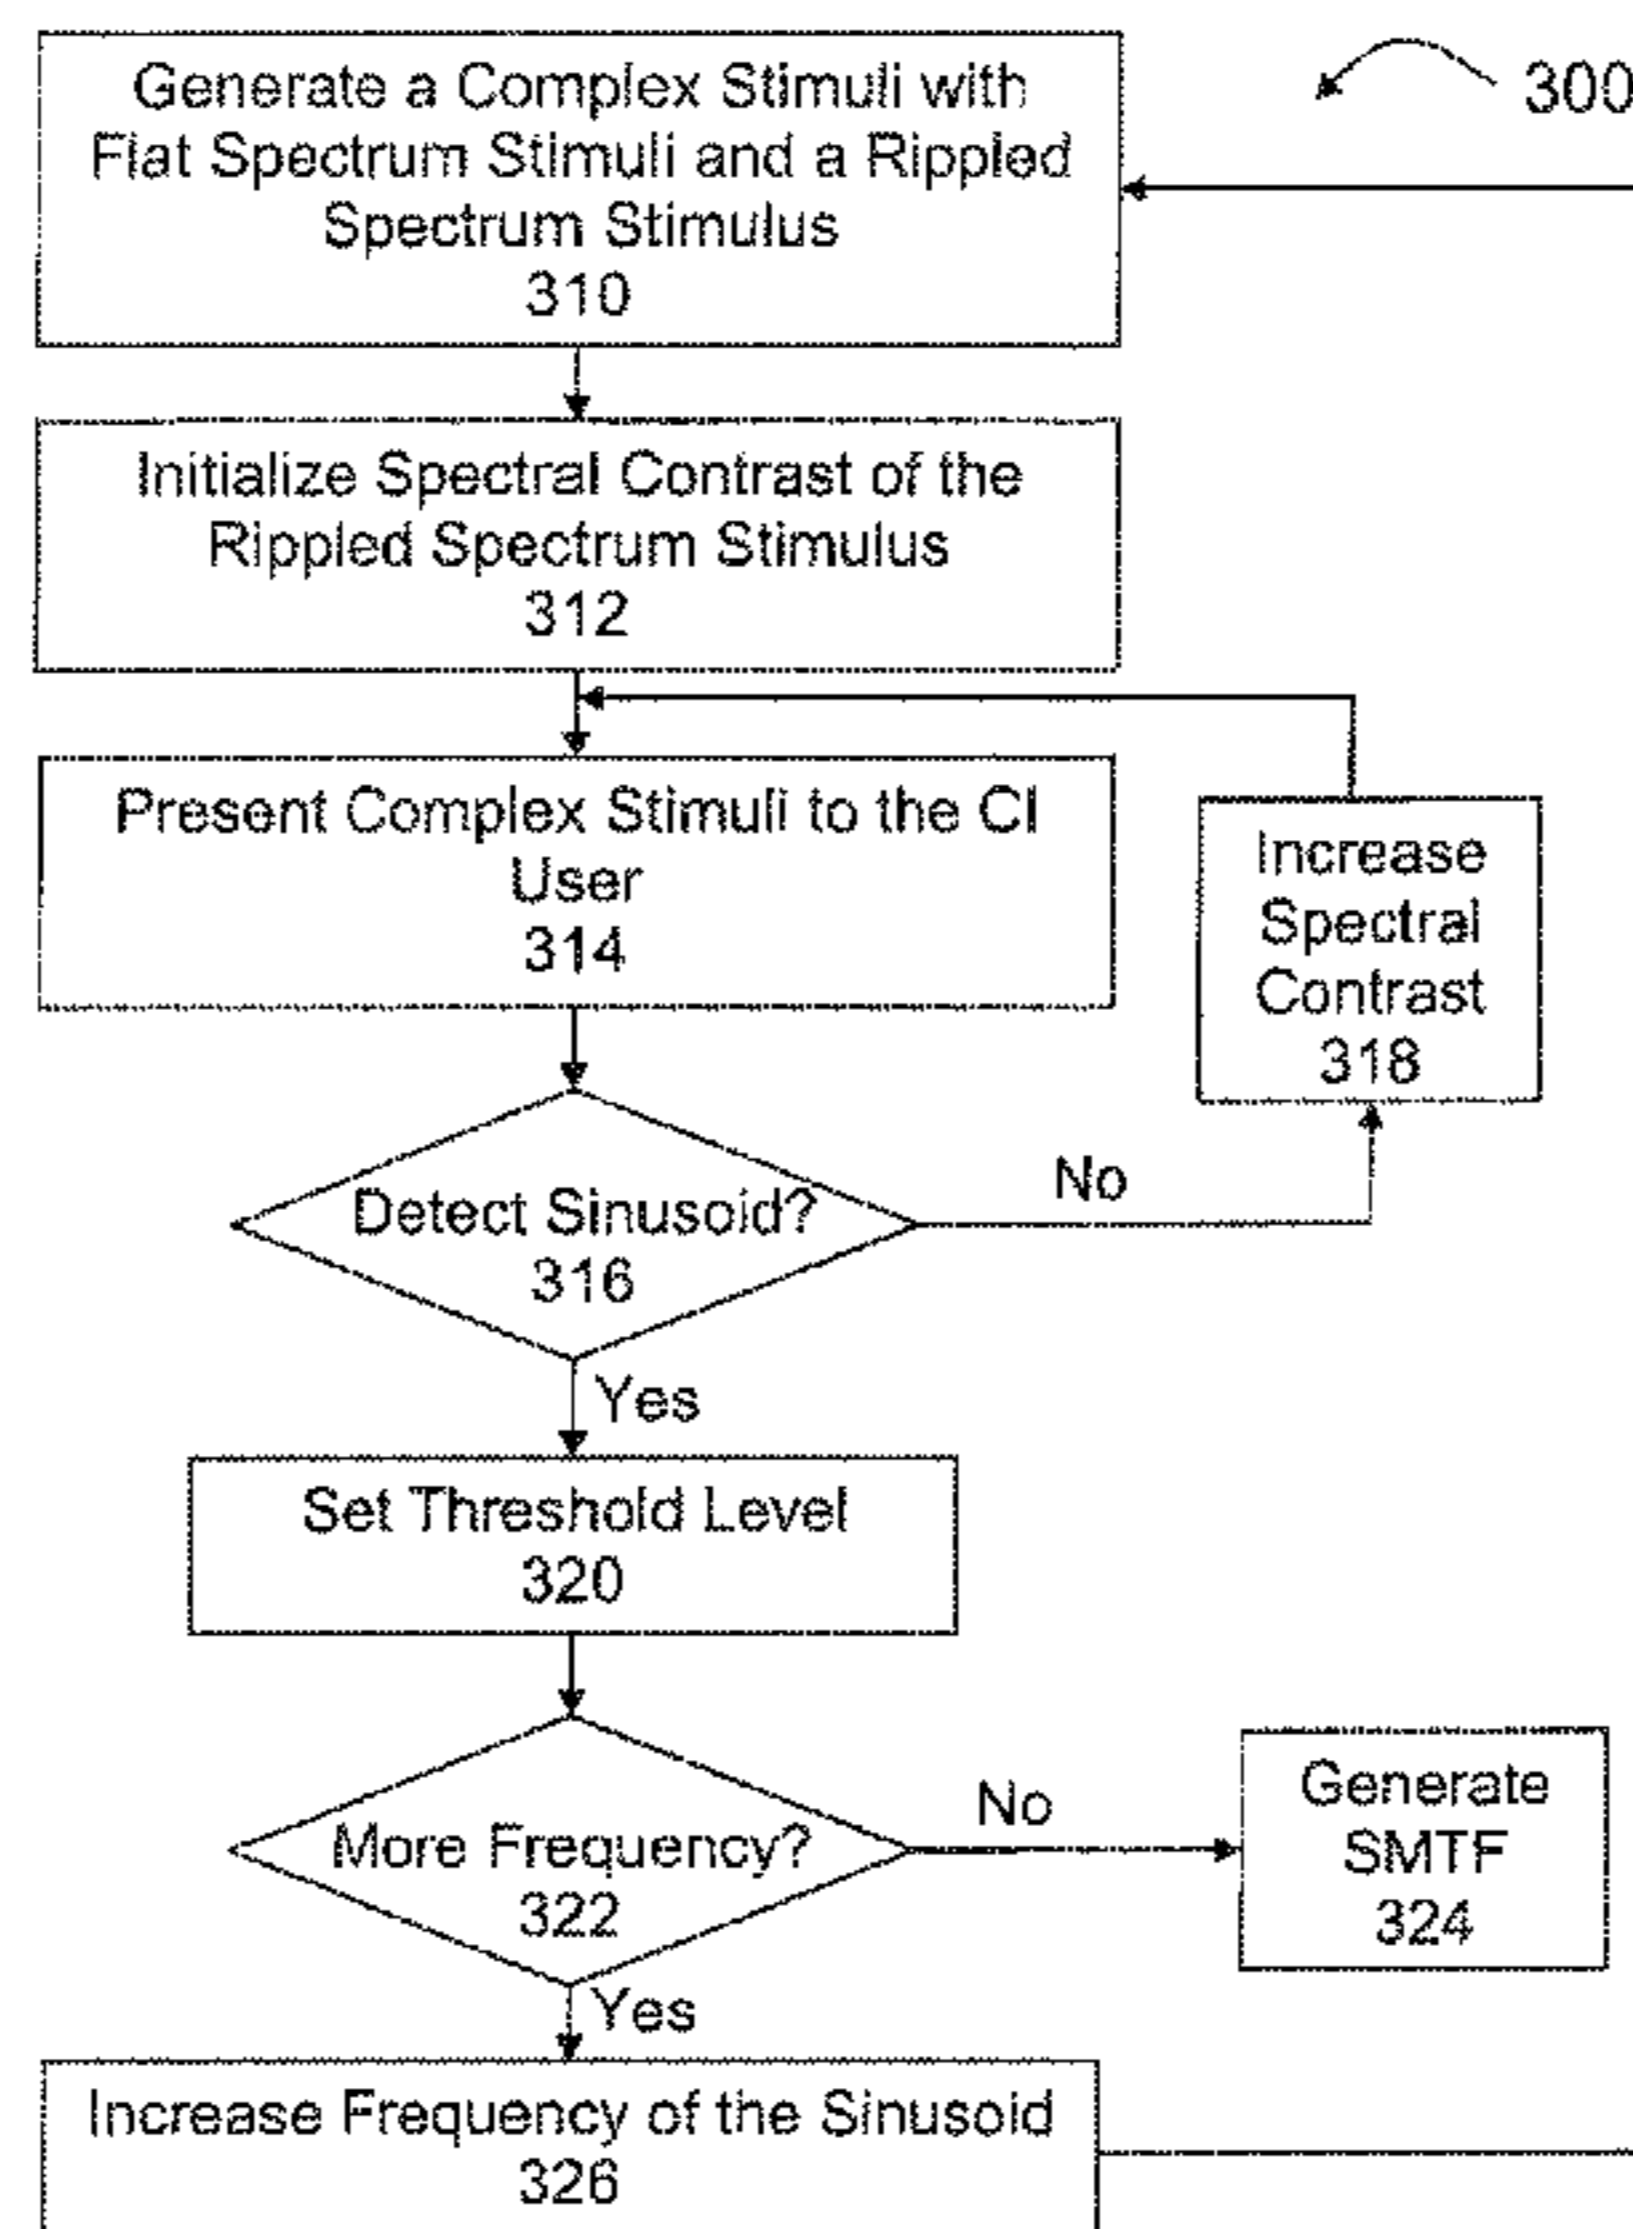 Generate a Complex Stimuli with
Flat Spectrum Stimuli and a Rippled
Spectrum Stimulus
310
300
Initialize Spectral Contrast of the
Rippled Spectrum Stimulus
312
Present Complex Stimuli to the CI
User
314
Increase
Spectral
Contrast
318
Detect Sinusoid?
316
No
Yes
Set Threshold Level
320
More Frequency?
322
No
Generate
SMTF
324
Yes
Increase Frequency of the Sinusoid
326